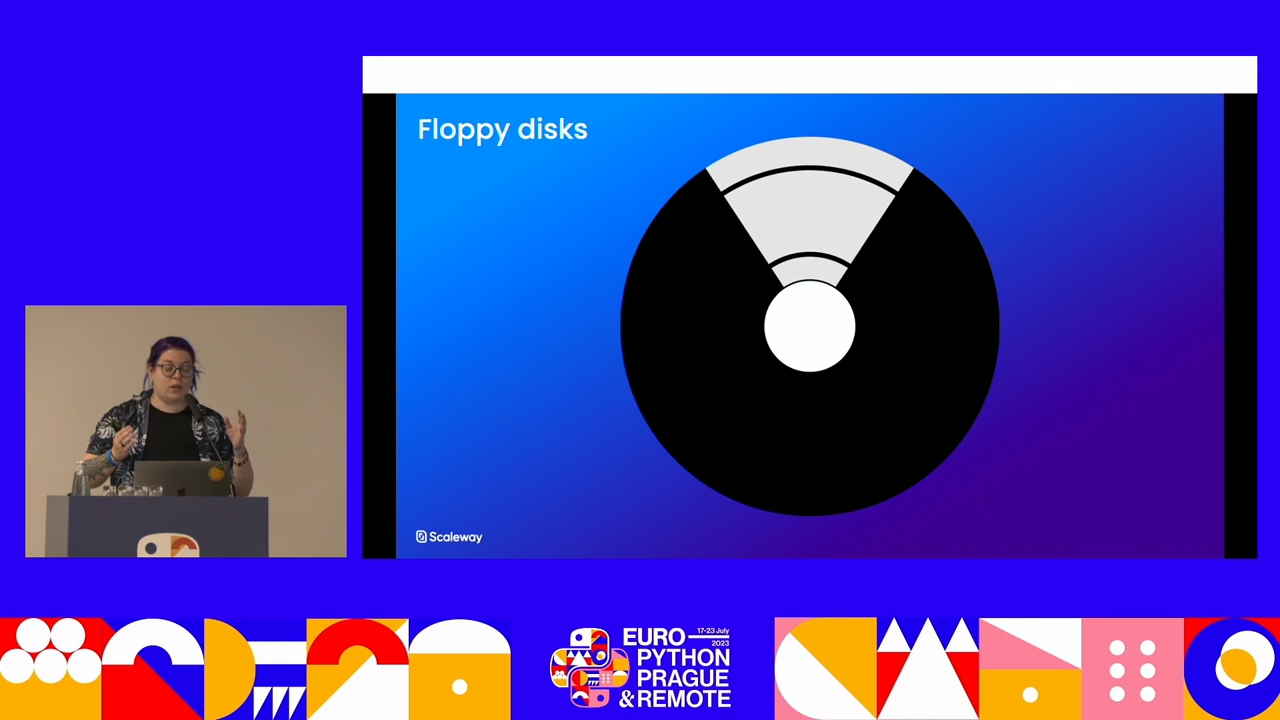 Floppy disks
Scaleway
EURO
17-23 July
2023
PYTHON
PRAGUE
& REMOTE